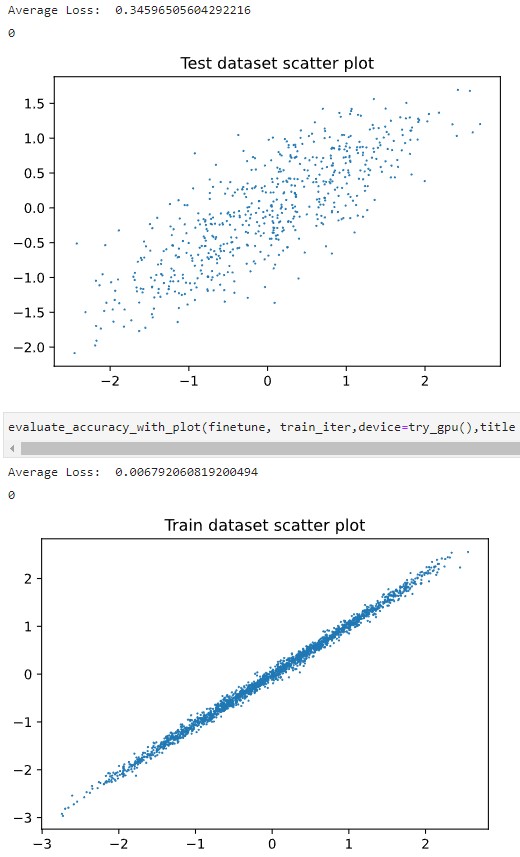 Average Loss:  0.34596505604292216
0
Test dataset scatter plot
1.5
1.0
0.5
0.0
−0.5
−1.0
−1.5
−2.0
−2 −1 0 1 2
evaluate_accuracy_with_plot(finetune, train_iter,device=try_gpu(),title
Average Loss:  0.006792060819200494
0
Train dataset scatter plot
2
1
0
−1
−2
−3
−3 −2 −1 0 1 2